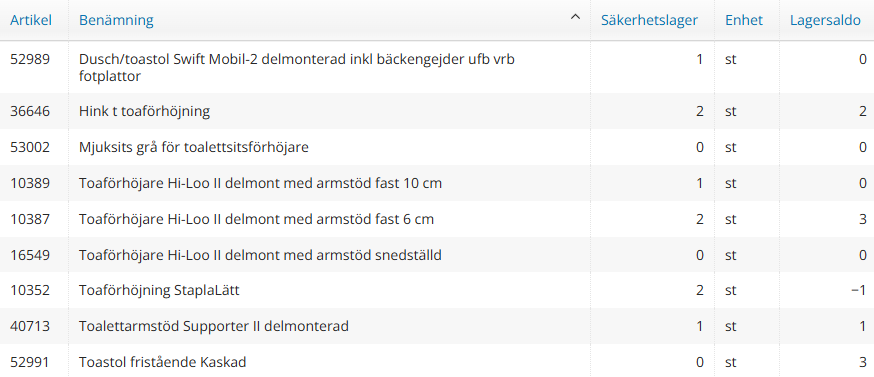 Artikel Benämning Säkerhetslager Enhet Lagersaldo
52989 Dusch/toastol Swift Mobil-2 delmonterad inkl bäckengejder ufb vrb 1 st 0
fotplattor
36646 Hink t toaförhöjning 2 st 2
53002 Mjuksits grå för toalettsitsförhöjare 0 st 0
10389 Toaförhöjare Hi-Loo II delmont med armstöd fast 10 cm 1 st 0
10387 Toaförhöjare Hi-Loo II delmont med armstöd fast 6 cm 2 st 3
16549 Toaförhöjare Hi-Loo II delmont med armstöd snedställd 0 st 0
10352 Toaförhöjning StaplaLätt 2 st −1
40713 Toalettarmstöd Supporter II delmonterad 1 st 1
52991 Toastol fristående Kaskad 0 st 3